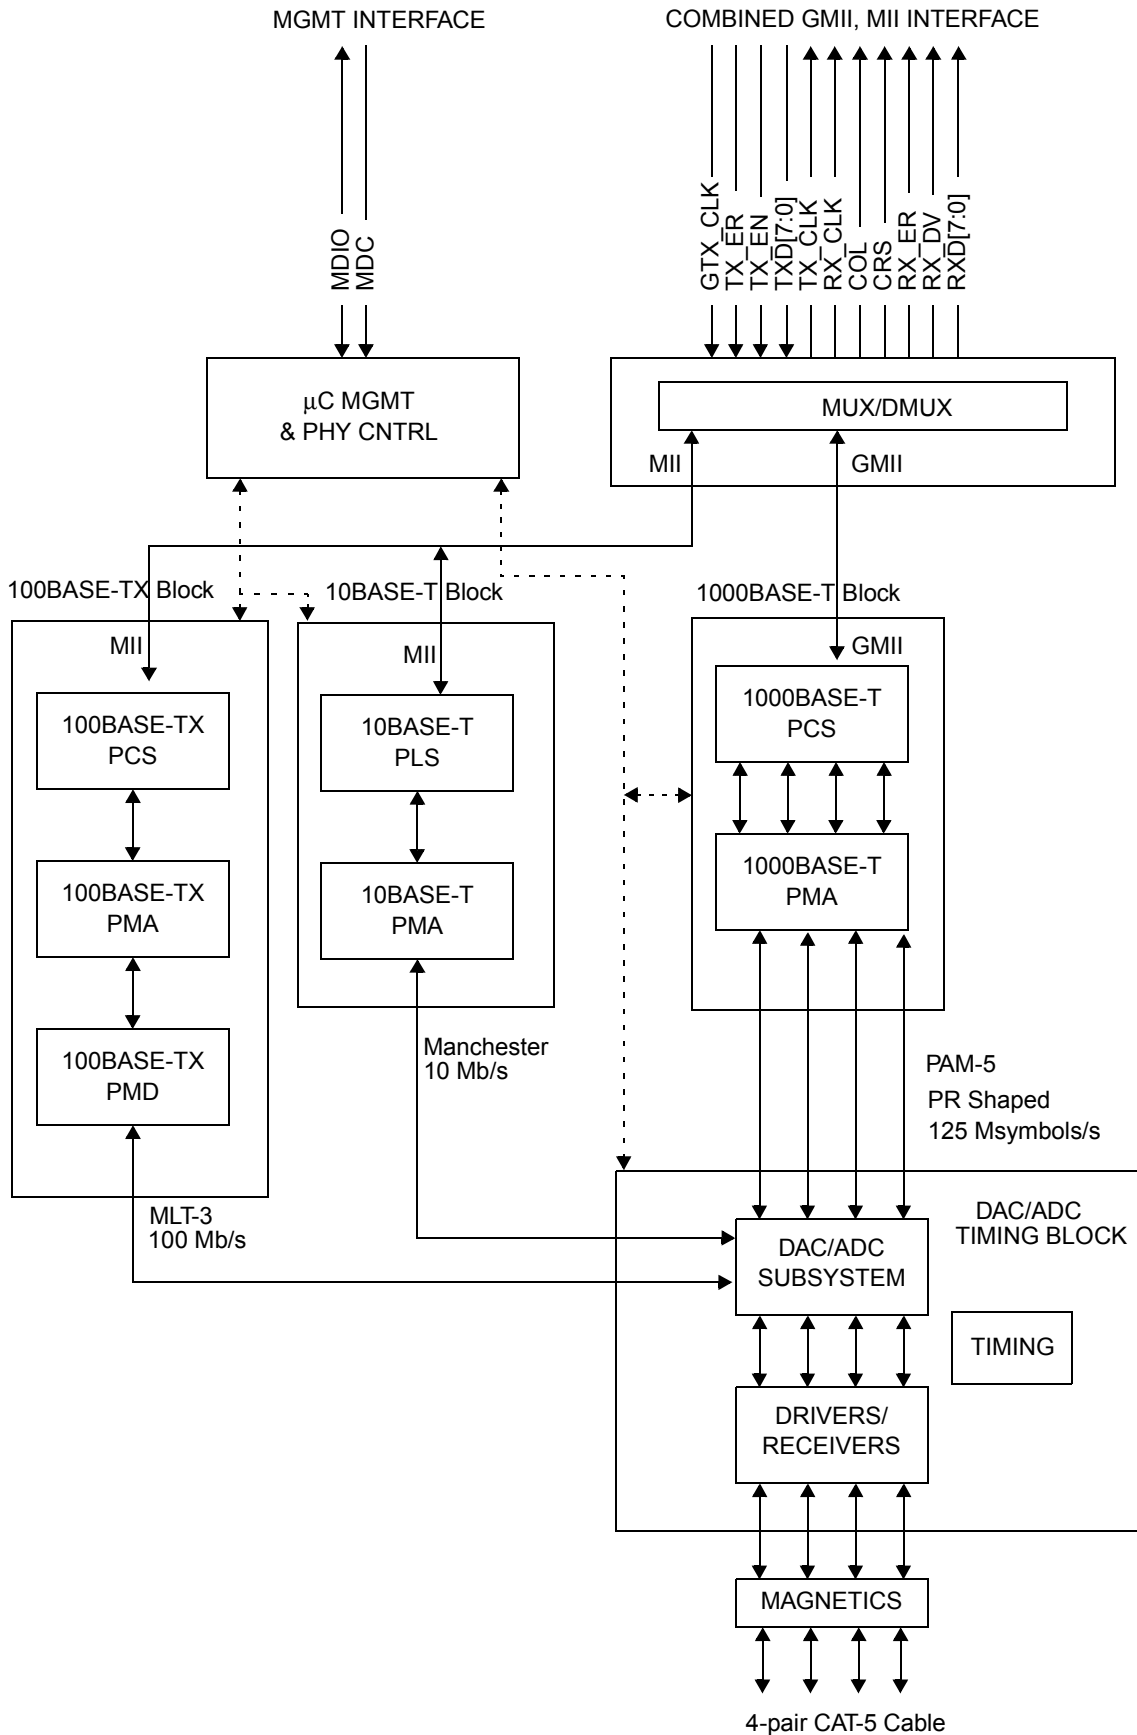 MGMT INTERFACE
COMBINED GMII, MII INTERFACE
MDIO
MDC
GTX_CLK
TX_ER
TX_EN
TXD[7:0]
TX_CLK
RX_CLK
COL
CRS
RX_ER
RX_DV
RXD[7:0]
µC MGMT
& PHY CNTRL
MUX/DMUX
MII
GMII
100BASE-TX Block
10BASE-T Block
1000BASE-T Block
MII
MII
GMII
100BASE-TX
PCS
10BASE-T
PLS
1000BASE-T
PCS
100BASE-TX
PMA
10BASE-T
PMA
1000BASE-T
PMA
100BASE-TX
PMD
Manchester
10 Mb/s
PAM-5
PR Shaped
125 Msymbols/s
MLT-3
100 Mb/s
DAC/ADC
TIMING BLOCK
DAC/ADC
SUBSYSTEM
TIMING
DRIVERS/
RECEIVERS
MAGNETICS
4-pair CAT-5 Cable